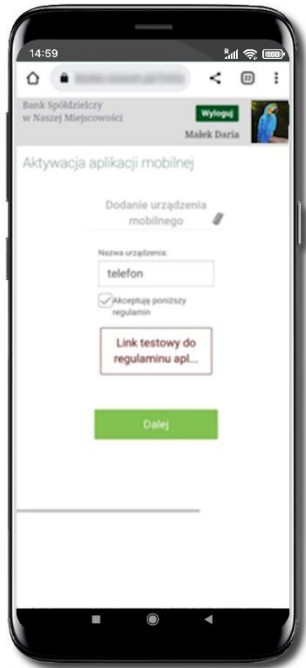 14:59
Bank Spółdzielczy
w Naszej Miejscowości
Wyloguj
Małek Daria
Aktywacja aplikacji mobilnej
Dodanie urządzenia
mobilnego
Nazwa urządzenia:
telefon
Akceptuję poniższy
regulamin
Link testowy do
regulaminu apl...
Dalej